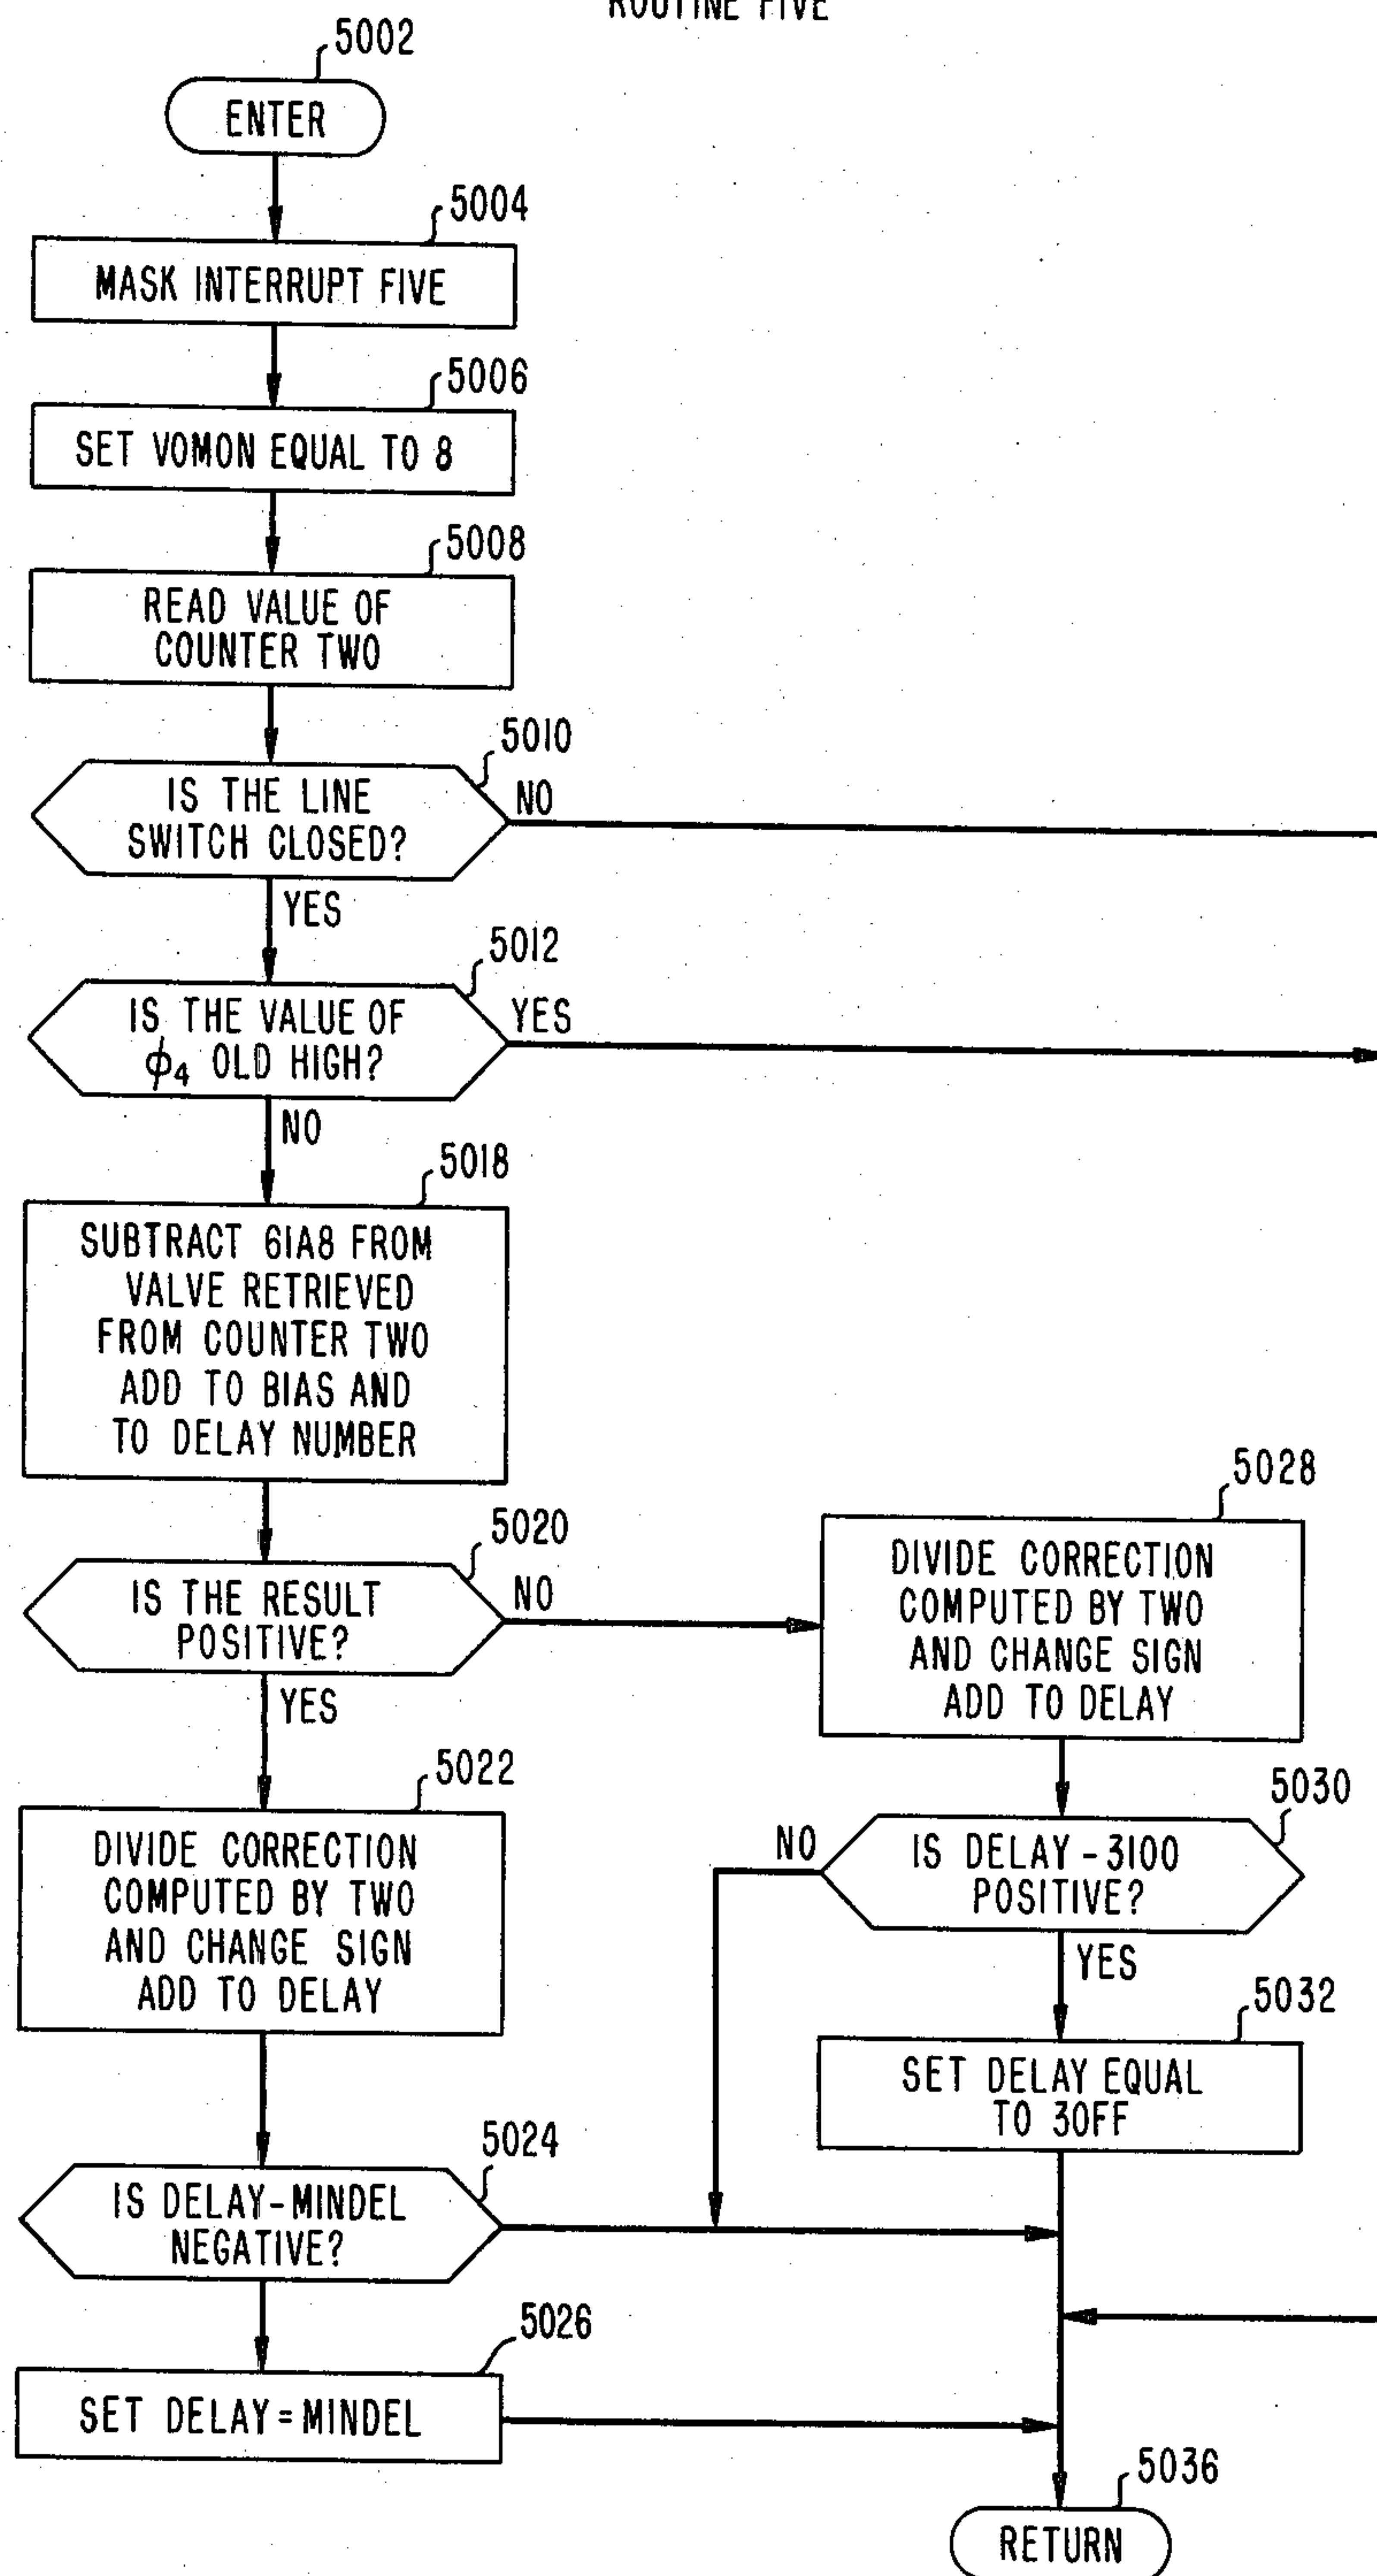 ROUTINE FIVE
5002
ENTER
5004
MASK INTERRUPT FIVE
5006
SET VOMON EQUAL TO 8
5008
READ VALUE OF
COUNTER TWO
5010
IS THE LINE
SWITCH CLOSED?
NO
YES
5012
IS THE VALUE OF
ϕ4 OLD HIGH?
YES
NO
5018
SUBTRACT 61A8 FROM
VALVE RETRIEVED
FROM COUNTER TWO
ADD TO BIAS AND
TO DELAY NUMBER
5020
IS THE RESULT
POSITIVE?
NO
YES
5028
DIVIDE CORRECTION
COMPUTED BY TWO
AND CHANGE SIGN
ADD TO DELAY
5022
DIVIDE CORRECTION
COMPUTED BY TWO
AND CHANGE SIGN
ADD TO DELAY
5030
IS DELAY-3100
POSITIVE?
NO
YES
5032
SET DELAY EQUAL
TO 30FF
5024
IS DELAY-MINDEL
NEGATIVE?
5026
SET DELAY=MINDEL
5036
RETURN